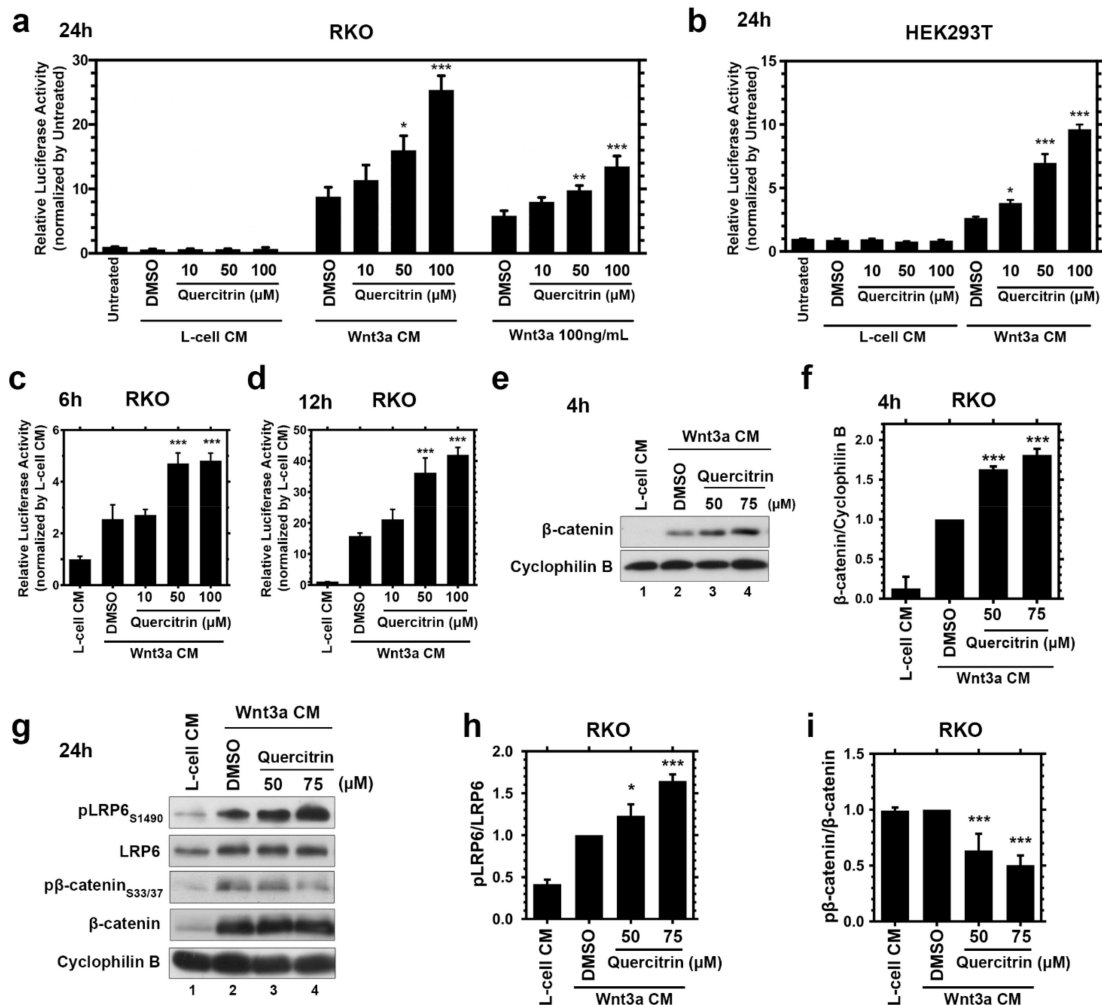 a
24h
RKO
Relative Luciferase Activity
(normalized by Untreated)
30
20
10
0
Untreated
DMSO
10
50
100
Quercitrin (μM)
L-cell CM
DMSO
10
50
100
Quercitrin (μM)
Wnt3a CM
DMSO
10
50
100
Quercitrin (μM)
Wnt3a 100ng/mL
*
***
**
***
b
24h
HEK293T
Relative Luciferase Activity
(normalized by Untreated)
15
10
5
0
Untreated
DMSO
10
50
100
Quercitrin (μM)
L-cell CM
DMSO
10
50
100
Quercitrin (μM)
Wnt3a CM
*
***
***
c
6h
RKO
Relative Luciferase Activity
(normalized by L-cell CM)
6
4
2
0
***
***
L-cell CM
DMSO
10
50
100
Quercitrin (μM)
Wnt3a CM
d
12h
RKO
Relative Luciferase Activity
(normalized by L-cell CM)
50
40
30
20
10
0
***
***
L-cell CM
DMSO
10
50
100
Quercitrin (μM)
Wnt3a CM
e
4h
L-cell CM
Wnt3a CM
DMSO
Quercitrin
50
75
(μM)
β-catenin
Cyclophilin B
1
2
3
4
f
4h
RKO
β-catenin/Cyclophilin B
2.0
1.5
1.0
0.5
0.0
***
***
L-cell CM
DMSO
50
75
Quercitrin (μM)
Wnt3a CM
g
24h
L-cell CM
Wnt3a CM
DMSO
Quercitrin
50
75
(μM)
pLRP6S1490
LRP6
pβ-cateninS33/37
β-catenin
Cyclophilin B
1
2
3
4
h
RKO
pLRP6/LRP6
2.0
1.5
1.0
0.5
0.0
*
***
L-cell CM
DMSO
50
75
Quercitrin (μM)
Wnt3a CM
i
RKO
pβ-catenin/β-catenin
1.5
1.0
0.5
0.0
***
***
L-cell CM
DMSO
50
75
Quercitrin (μM)
Wnt3a CM